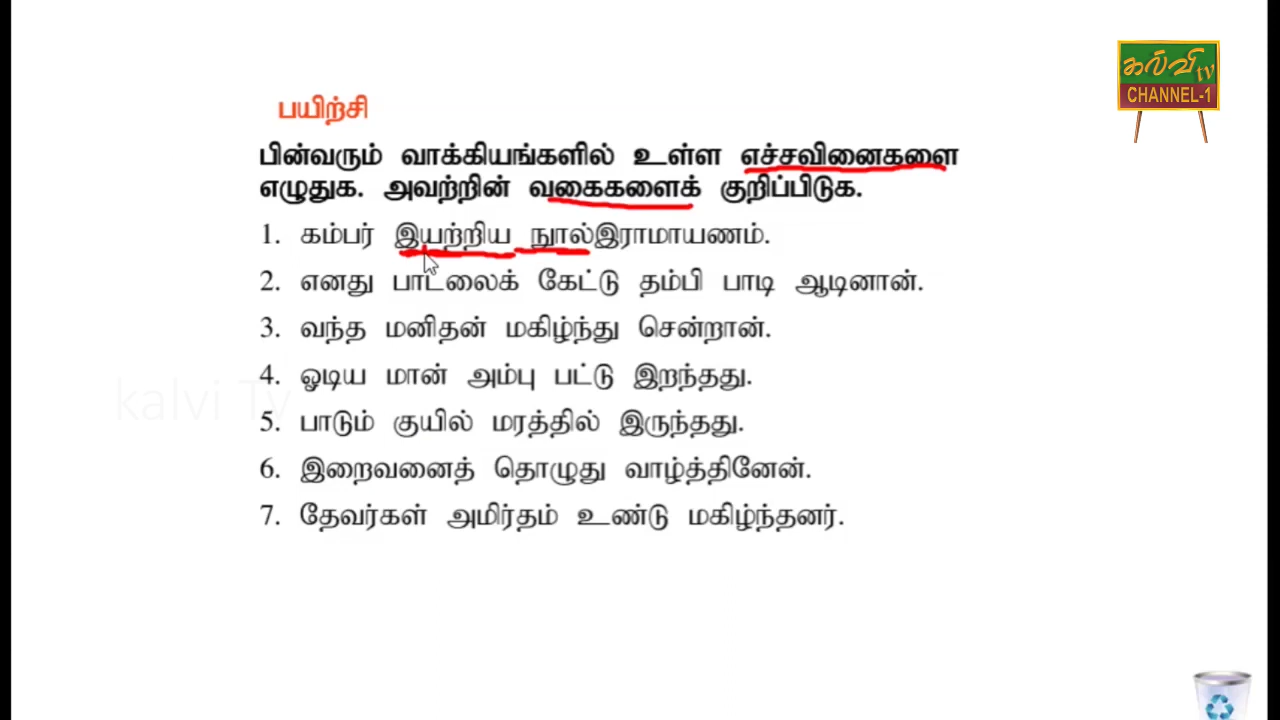 கல்வி tv
CHANNEL-1
பயிற்சி
பின்வரும் வாக்கியங்களில் உள்ள எச்சவினைகளை
எழுதுக. அவற்றின் வகைகளைக் குறிப்பிடுக.
1. கம்பர் இயற்றிய நூல்இராமாயணம்.
2. எனது பாடலைக் கேட்டு தம்பி பாடி ஆடினான்.
3. வந்த மனிதன் மகிழ்ந்து சென்றான்.
4. ஓடிய மான் அம்பு பட்டு இறந்தது.
kalvi Tv
5. பாடும் குயில் மரத்தில் இருந்தது.
6. இறைவனைத் தொழுது வாழ்த்தினேன்.
7. தேவர்கள் அமிர்தம் உண்டு மகிழ்ந்தனர்.